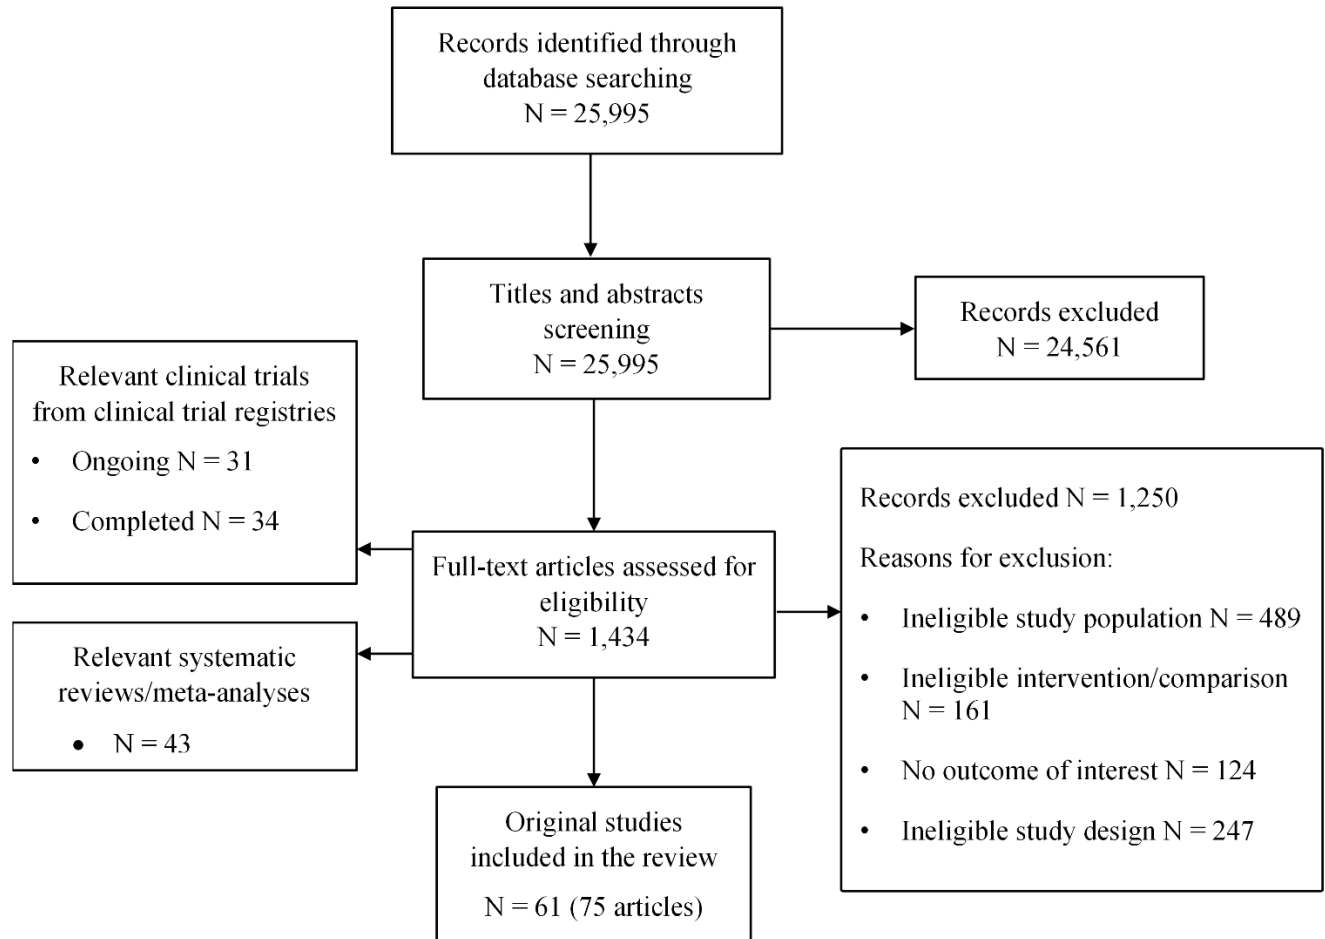 Records identified through
database searching
N = 25,995
Titles and abstracts
screening
N = 25,995
Records excluded
N = 24,561
Relevant clinical trials
from clinical trial registries
• Ongoing N = 31
• Completed N = 34
Full-text articles assessed for
eligibility
N = 1,434
Records excluded N = 1,250
Reasons for exclusion:
• Ineligible study population N = 489
• Ineligible intervention/comparison
N = 161
• No outcome of interest N = 124
• Ineligible study design N = 247
Relevant systematic
reviews/meta-analyses
• N = 43
Original studies
included in the review
N = 61 (75 articles)